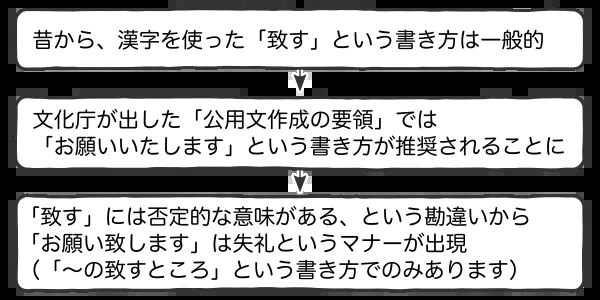 昔から、漢字を使った「致す」という書き方は一般的
文化庁が出した「公用文作成の要領」では
「お願いいたします」という書き方が推奨されることに
「致す」には否定的な意味がある、という勘違いから
「お願い致します」は失礼というマナーが出現
(「〜の致すところ」という書き方でのみあります)